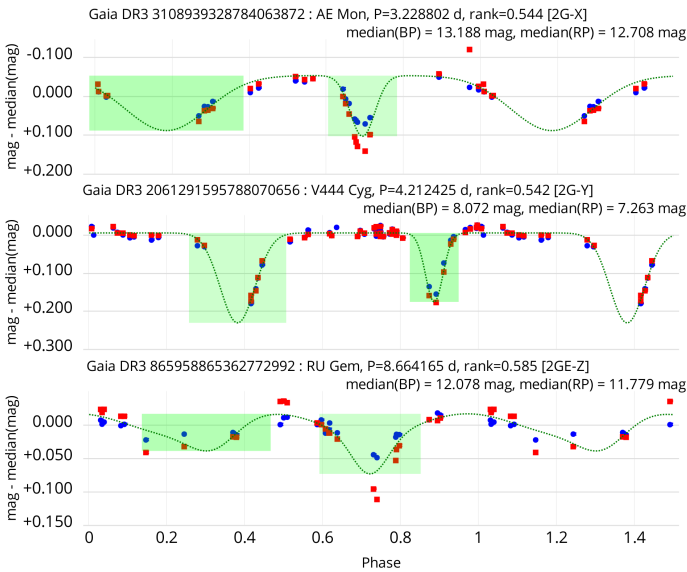 Gaia DR3 3108939328784063872 : AE Mon, P=3.228802 d, rank=0.544 [2G-X]
median(BP) = 13.188 mag, median(RP) = 12.708 mag
mag - median(mag)
-0.100
0.000
+0.100
+0.200
Gaia DR3 2061291595788070656 : V444 Cyg, P=4.212425 d, rank=0.542 [2G-Y]
median(BP) = 8.072 mag, median(RP) = 7.263 mag
mag - median(mag)
0.000
+0.100
+0.200
+0.300
Gaia DR3 865958865362772992 : RU Gem, P=8.664165 d, rank=0.585 [2GE-Z]
median(BP) = 12.078 mag, median(RP) = 11.779 mag
mag - median(mag)
0.000
+0.050
+0.100
+0.150
0 0.2 0.4 0.6 0.8 1 1.2 1.4
Phase